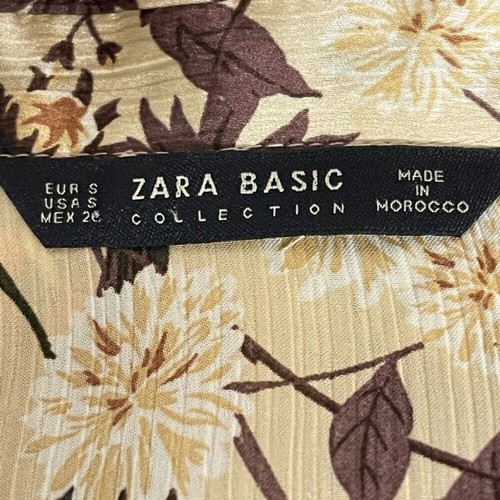 EUR S
USA S
MEX 26
ZARA BASIC
COLLECTION
MADE
IN
MOROCCO